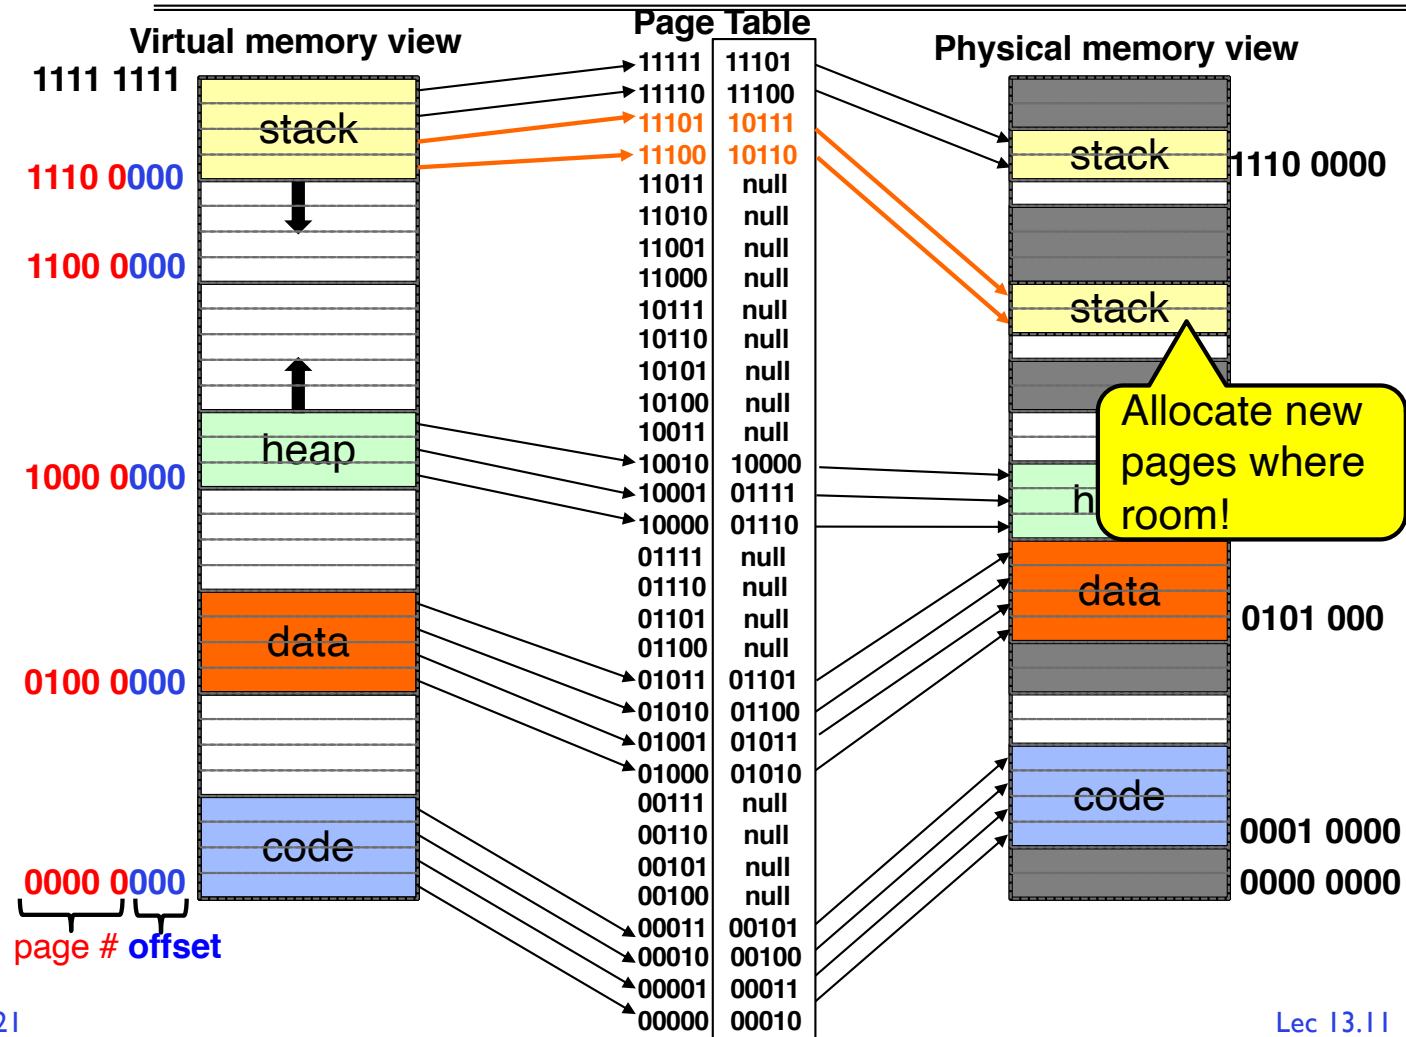 Page Table
Virtual memory view
Physical memory view
1111 1111
stack
1110 0000
1100 0000
heap
1000 0000
data
0100 0000
code
0000 0000
page # offset
11111 11101
11110 11100
11101 10111
11100 10110
11011 null
11010 null
11001 null
11000 null
10111 null
10110 null
10101 null
10100 null
10011 null
10010 10000
10001 01111
10000 01110
01111 null
01110 null
01101 null
01100 null
01011 01101
01010 01100
01001 01011
01000 01010
00111 null
00110 null
00101 null
00100 null
00011 00101
00010 00100
00001 00011
00000 00010
stack
1110 0000
stack
Allocate new
pages where
room!
h
data
0101 000
code
0001 0000
0000 0000
21
Lec 13.11